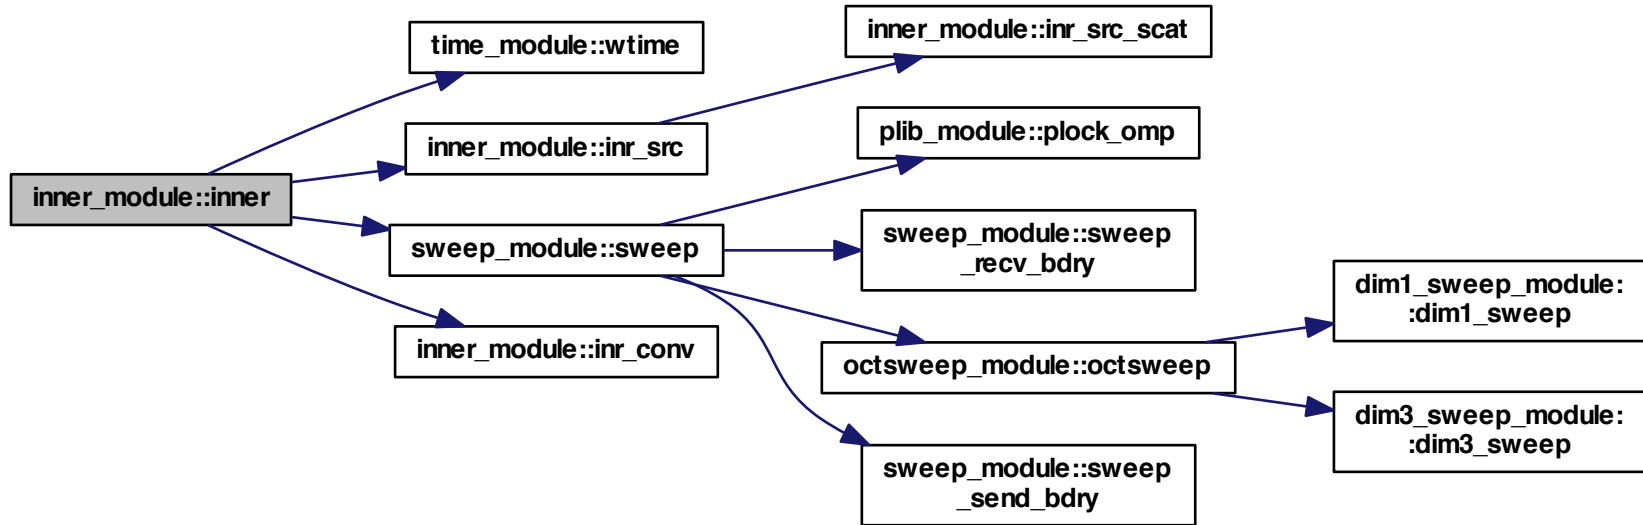 inner_module::inner
time_module::wtime
inner_module::inr_src
sweep_module::sweep
inner_module::inr_conv
inner_module::inr_src_scat
plib_module::plock_omp
sweep_module::sweep
_recv_bdry
octsweep_module::octsweep
sweep_module::sweep
_send_bdry
dim1_sweep_module:
:dim1_sweep
dim3_sweep_module:
:dim3_sweep